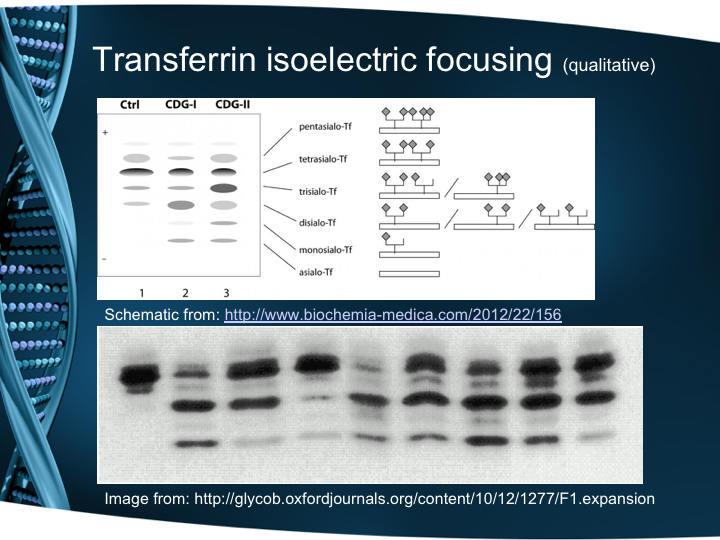 Transferrin isoelectric focusing (qualitative)
Ctrl CDG-I CDG-II
+
pentasialo-Tf
tetrasialo-Tf
trisialo-Tf
disialo-Tf
monosialo-Tf
asialo-Tf
–
1 2 3
Schematic from: http://www.biochemia-medica.com/2012/22/156
Image from: http://glycob.oxfordjournals.org/content/10/12/1277/F1.expansion